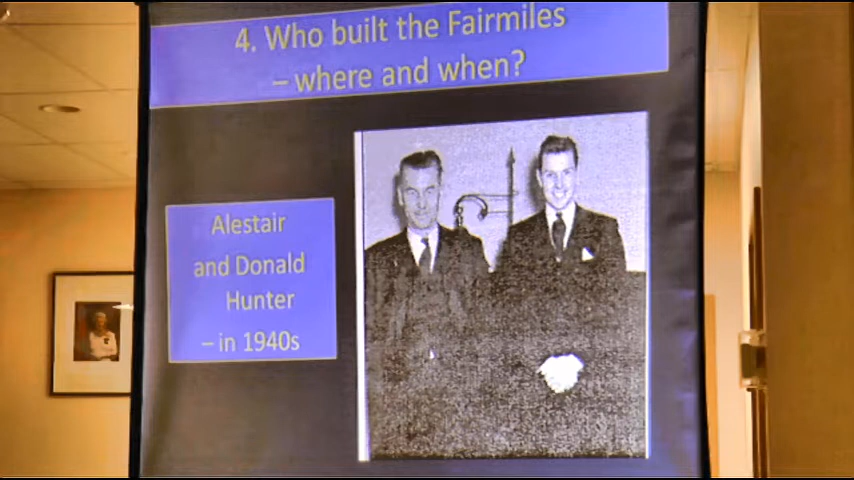 4. Who built the Fairmiles
– where and when?
Alestair
and Donald
Hunter
– in 1940s